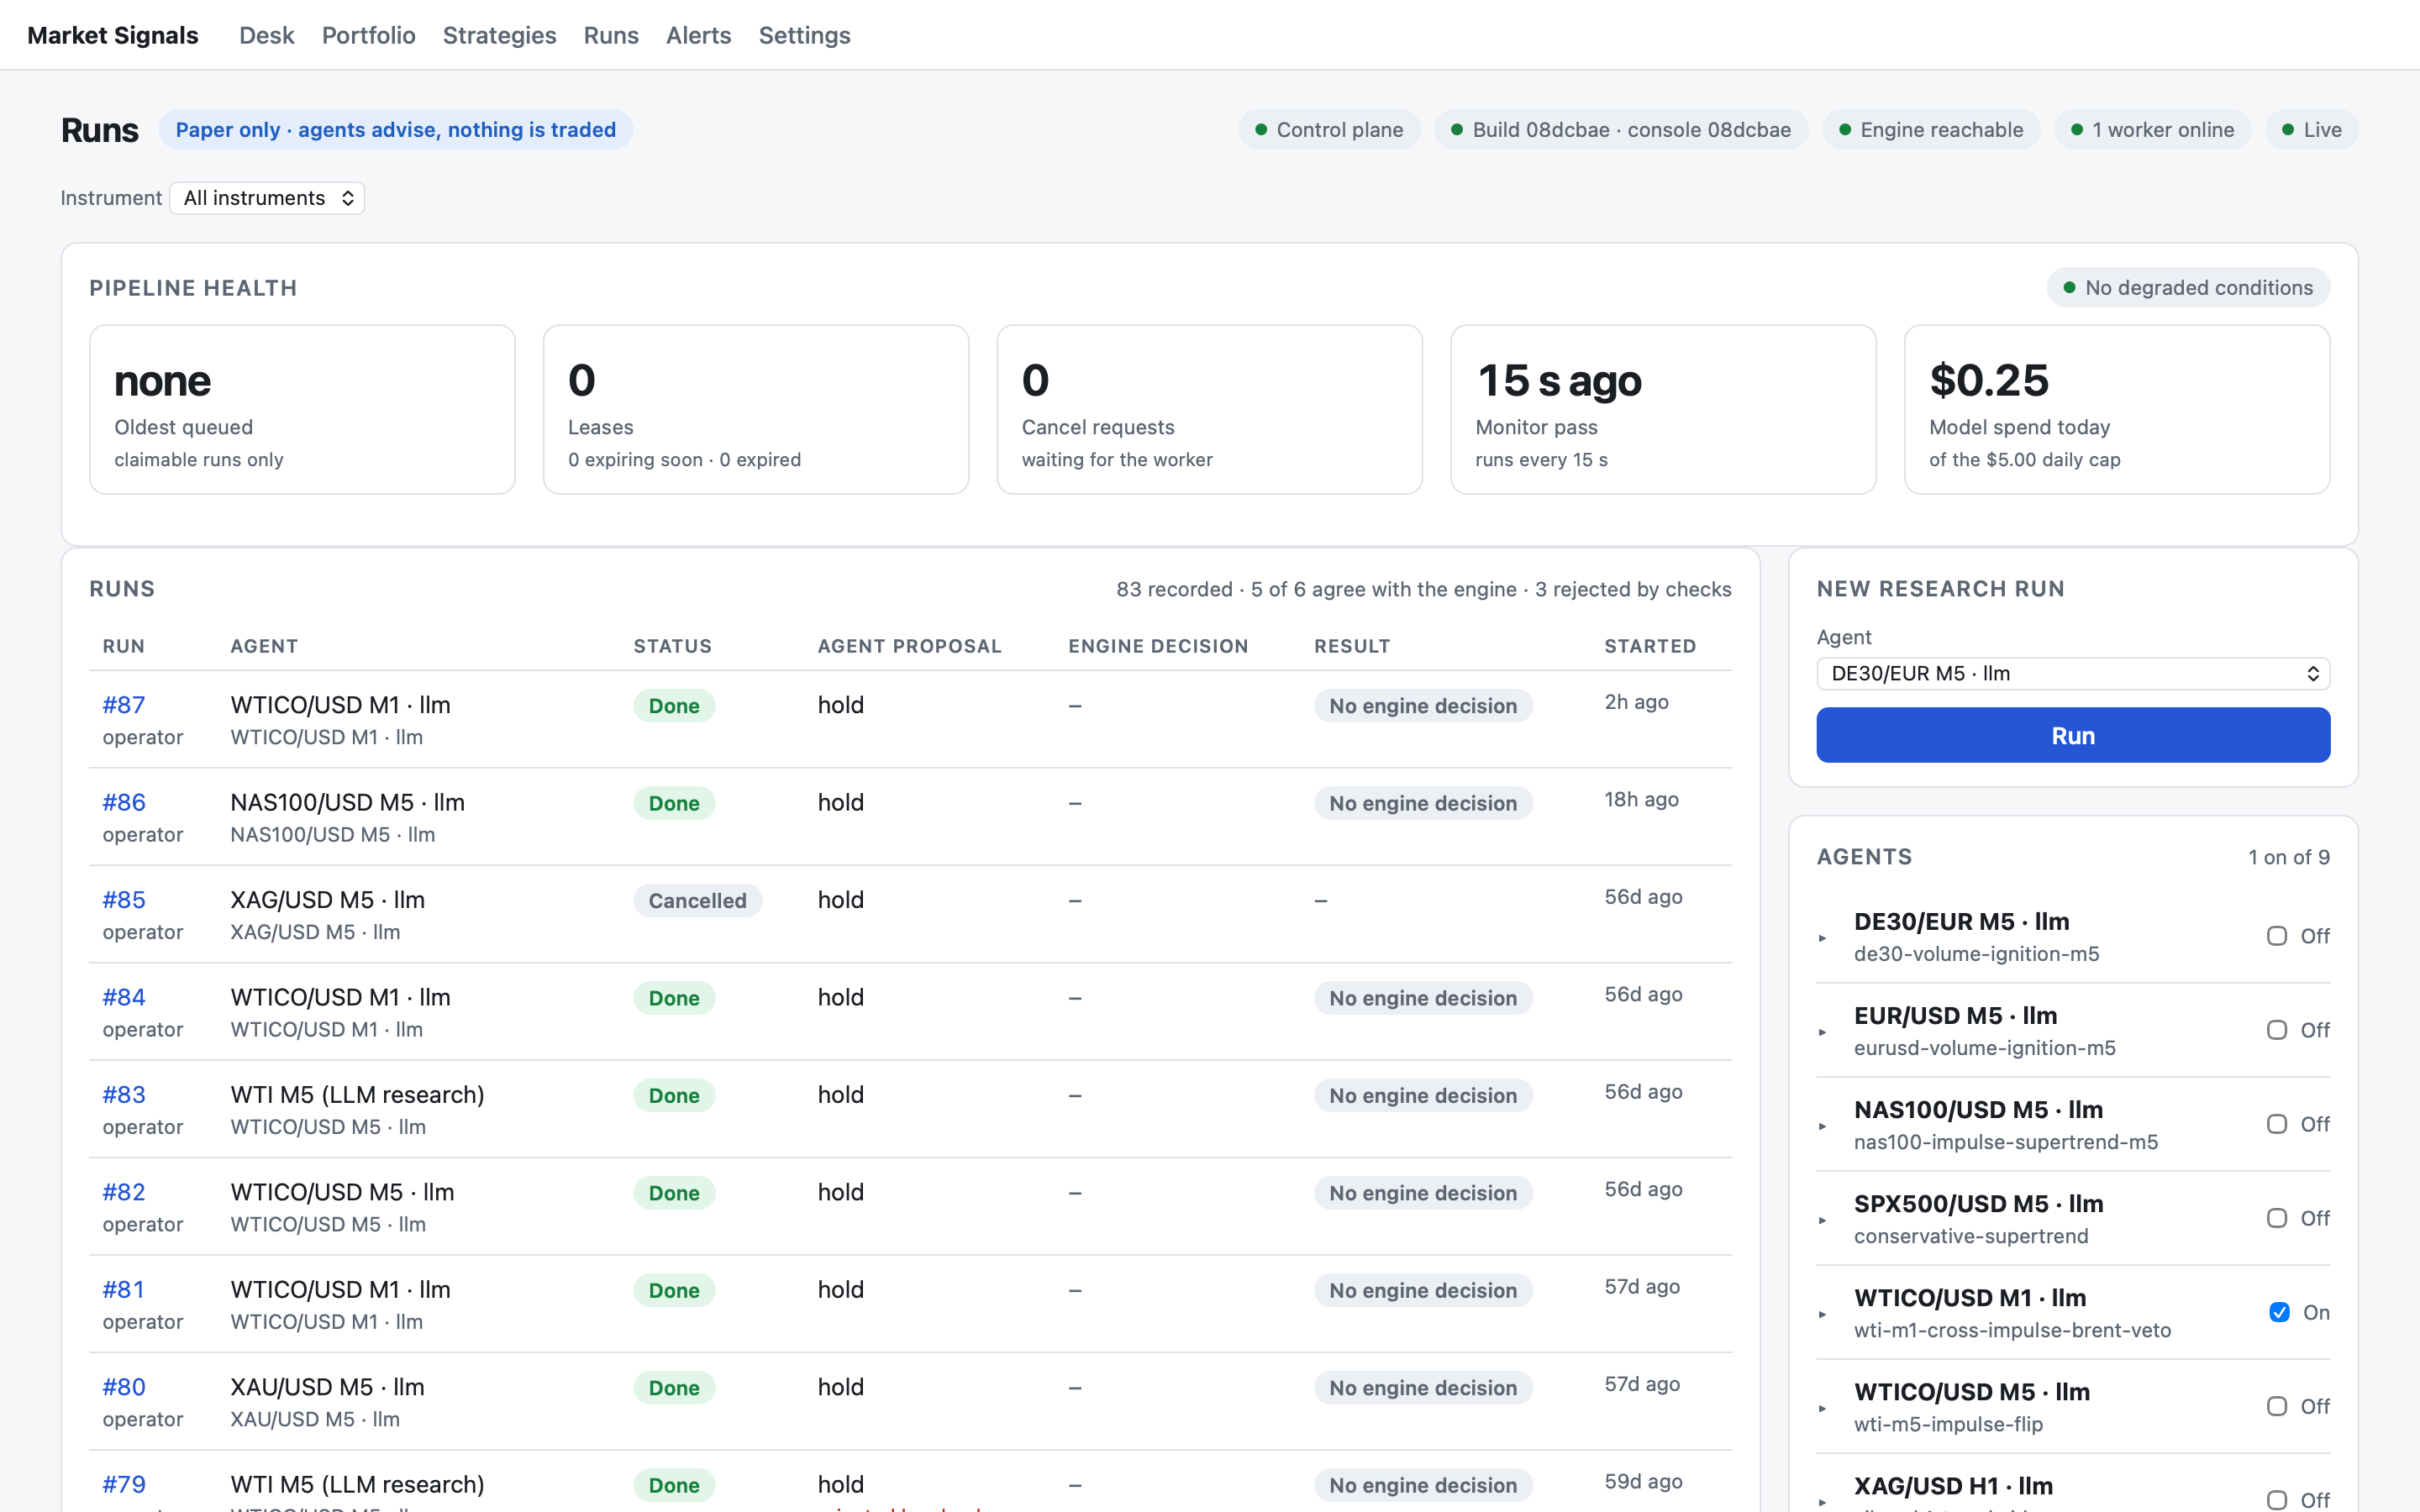 Market Signals Desk Portfolio Strategies Runs Alerts Settings
Runs Paper only · agents advise, nothing is traded Control plane Build 08dcbae · console 08dcbae Engine reachable 1 worker online Live
Instrument All instruments
PIPELINE HEALTH No degraded conditions
none
Oldest queued
claimable runs only
0
Leases
0 expiring soon · 0 expired
0
Cancel requests
waiting for the worker
15 s ago
Monitor pass
runs every 15 s
$0.25
Model spend today
of the $5.00 daily cap
RUNS 83 recorded · 5 of 6 agree with the engine · 3 rejected by checks
RUN AGENT STATUS AGENT PROPOSAL ENGINE DECISION RESULT STARTED
#87 WTICO/USD M1 · llm Done hold – No engine decision 2h ago
operator WTICO/USD M1 · llm
#86 NAS100/USD M5 · llm Done hold – No engine decision 18h ago
operator NAS100/USD M5 · llm
#85 XAG/USD M5 · llm Cancelled hold – – 56d ago
operator XAG/USD M5 · llm
#84 WTICO/USD M1 · llm Done hold – No engine decision 56d ago
operator WTICO/USD M1 · llm
#83 WTI M5 (LLM research) Done hold – No engine decision 56d ago
operator WTICO/USD M5 · llm
#82 WTICO/USD M5 · llm Done hold – No engine decision 56d ago
operator WTICO/USD M5 · llm
#81 WTICO/USD M1 · llm Done hold – No engine decision 57d ago
operator WTICO/USD M1 · llm
#80 XAU/USD M5 · llm Done hold – No engine decision 57d ago
operator XAU/USD M5 · llm
#79 WTI M5 (LLM research) Done hold – No engine decision 59d ago
NEW RESEARCH RUN
Agent
DE30/EUR M5 · llm
Run
AGENTS 1 on of 9
DE30/EUR M5 · llm Off
de30-volume-ignition-m5
EUR/USD M5 · llm Off
eurusd-volume-ignition-m5
NAS100/USD M5 · llm Off
nas100-impulse-supertrend-m5
SPX500/USD M5 · llm Off
conservative-supertrend
WTICO/USD M1 · llm On
wti-m1-cross-impulse-brent-veto
WTICO/USD M5 · llm Off
wti-m5-impulse-flip
XAG/USD H1 · llm Off